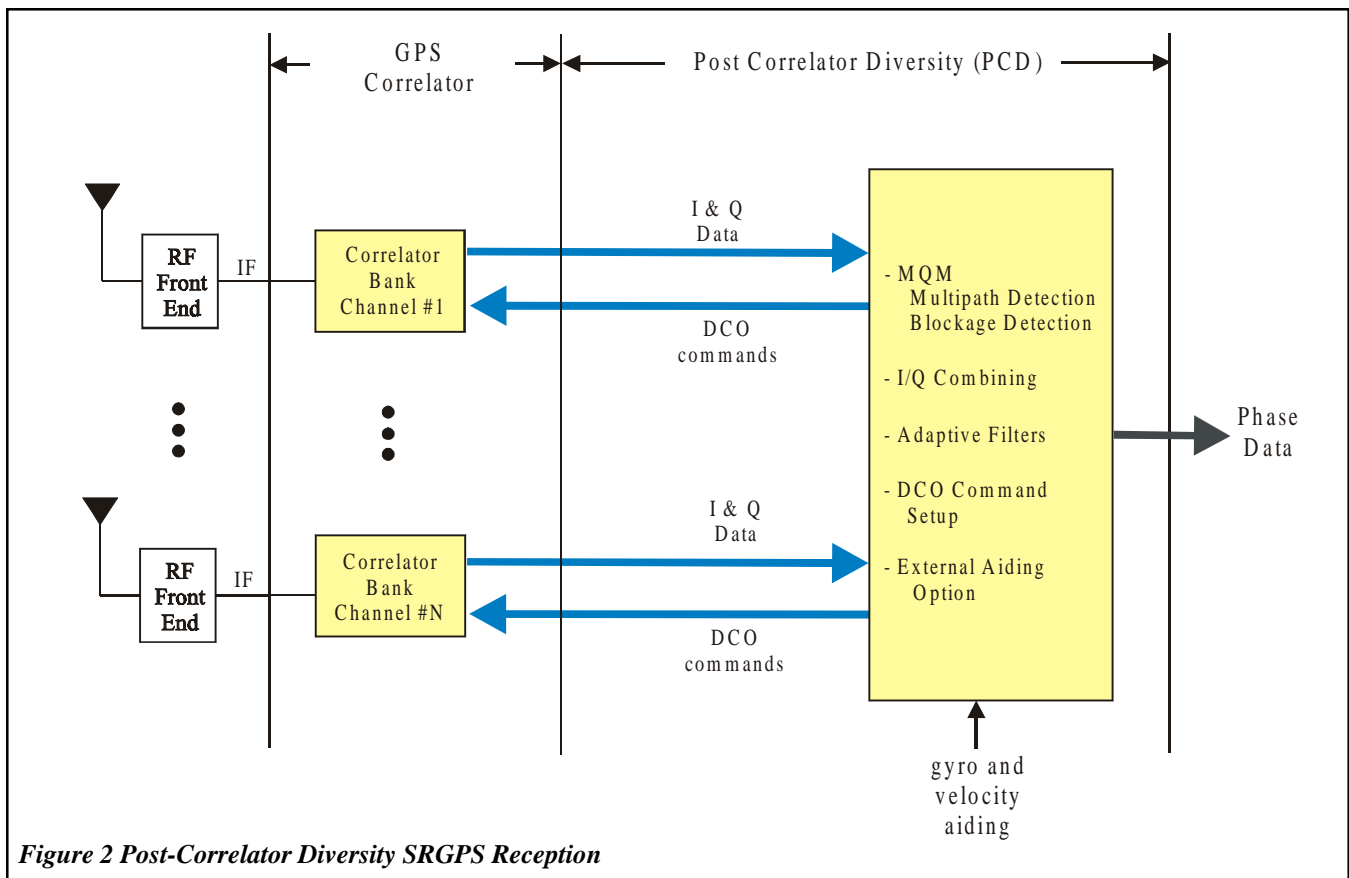 GPS
Correlator
Post Correlator Diversity (PCD)
RF
Front
End
IF
Correlator
Bank
Channel #1
I & Q
Data
DCO
commands
- MQM
Multipath Detection
Blockage Detection
- I/Q Combining
- Adaptive Filters
- DCO Command
Setup
- External Aiding
Option
Phase
Data
RF
Front
End
IF
Correlator
Bank
Channel #N
I & Q
Data
DCO
commands
gyro and
velocity
aiding
Figure 2 Post-Correlator Diversity SRGPS Reception